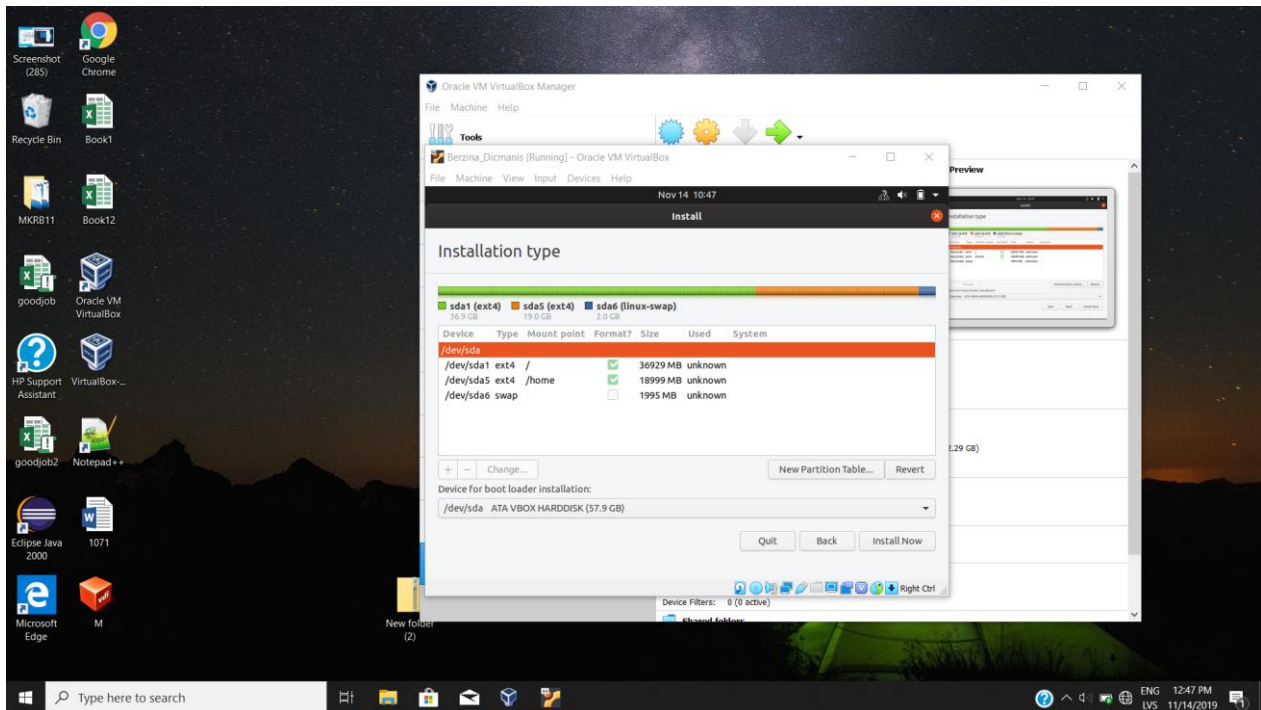 Screenshot
(285)
Google
Chrome
Recycle Bin
Book1
MKRB11
Book12
goodjob
Oracle VM
VirtualBox
HP Support
Assistant
VirtualBox-...
goodjob2
Notepad++
Eclipse Java
2000
1071
Microsoft
Edge
M
New folder
(2)
Oracle VM VirtualBox Manager
File Machine Help
Tools
Preview
Berzina_Dicmanis [Running] - Oracle VM VirtualBox
File Machine View Input Devices Help
Nov 14 10:47
Install
Installation type
sda1 (ext4) sda5 (ext4) sda6 (linux-swap)
36.9 GB 19.0 GB 2.0 GB
Device Type Mount point Format? Size Used System
/dev/sda
/dev/sda1 ext4 / 36929 MB unknown
/dev/sda5 ext4 /home 18999 MB unknown
/dev/sda6 swap 1995 MB unknown
+ - Change... New Partition Table... Revert
Device for boot loader installation:
/dev/sda ATA VBOX HARDDISK (57.9 GB)
Quit Back Install Now
Right Ctrl
2.29 GB)
Device Filters: 0 (0 active)
Shared folders
Type here to search
ENG 12:47 PM
LVS 11/14/2019